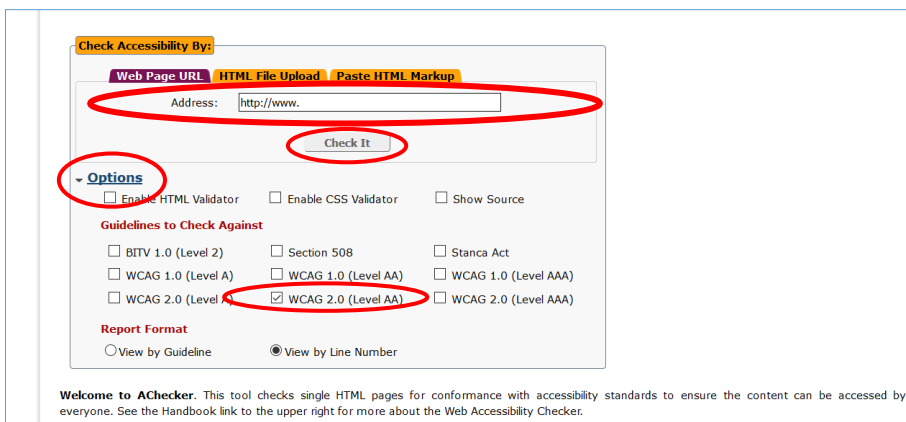 Check Accessibility By:
Web Page URL HTML File Upload Paste HTML Markup
Address: http://www.
Check It
Options
Enable HTML Validator Enable CSS Validator Show Source
Guidelines to Check Against
BITV 1.0 (Level 2) Section 508 Stanca Act
WCAG 1.0 (Level A) WCAG 1.0 (Level AA) WCAG 1.0 (Level AAA)
WCAG 2.0 (Level A) WCAG 2.0 (Level AA) WCAG 2.0 (Level AAA)
Report Format
View by Guideline View by Line Number
Welcome to AChecker. This tool checks single HTML pages for conformance with accessibility standards to ensure the content can be accessed by
everyone. See the Handbook link to the upper right for more about the Web Accessibility Checker.